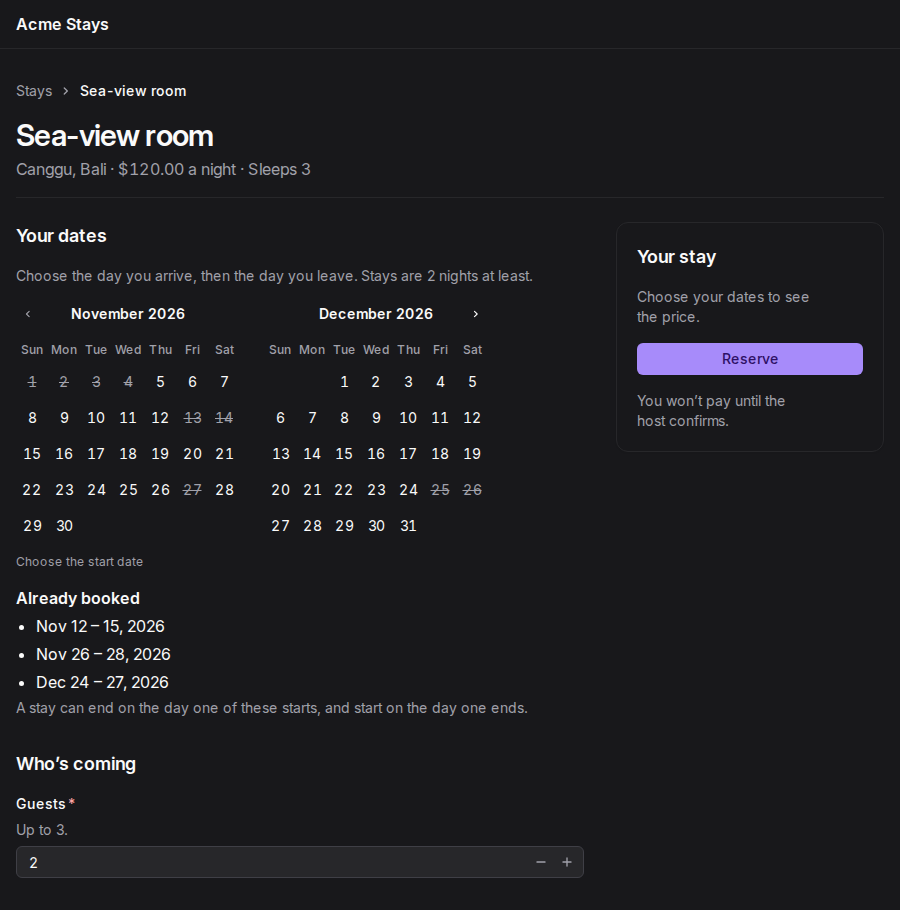 Acme Stays
Stays > Sea-view room
Sea-view room
Canggu, Bali · $120.00 a night · Sleeps 3
Your dates
Choose the day you arrive, then the day you leave. Stays are 2 nights at least.
November 2026
Sun Mon Tue Wed Thu Fri Sat
1 2 3 4 5 6 7
8 9 10 11 12 13 14
15 16 17 18 19 20 21
22 23 24 25 26 27 28
29 30
December 2026
Sun Mon Tue Wed Thu Fri Sat
1 2 3 4 5
6 7 8 9 10 11 12
13 14 15 16 17 18 19
20 21 22 23 24 25 26
27 28 29 30 31
Choose the start date
Already booked
• Nov 12 – 15, 2026
• Nov 26 – 28, 2026
• Dec 24 – 27, 2026
A stay can end on the day one of these starts, and start on the day one ends.
Who’s coming
Guests *
Up to 3.
2
Your stay
Choose your dates to see
the price.
Reserve
You won’t pay until the
host confirms.